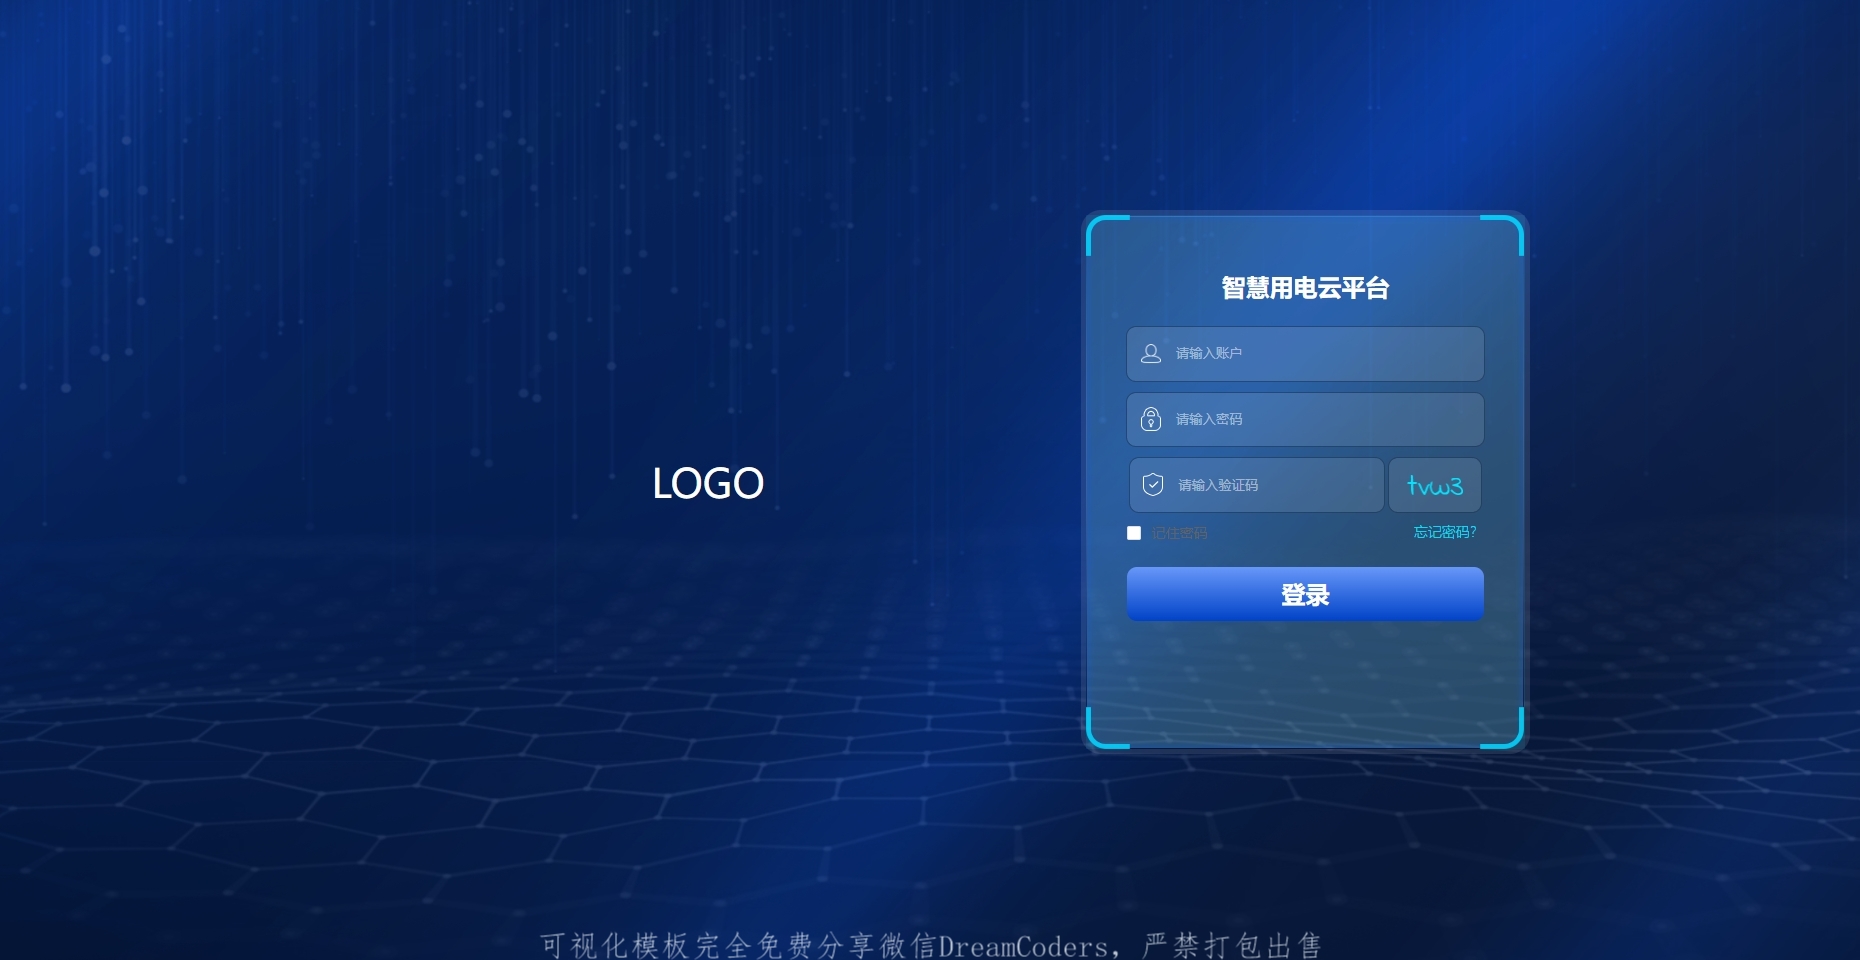 LOGO
智慧用电云平台
请输入账户
请输入密码
请输入验证码
tvw3
记住密码
忘记密码?
登录
可视化模板完全免费分享微信DreamCoders，严禁打包出售